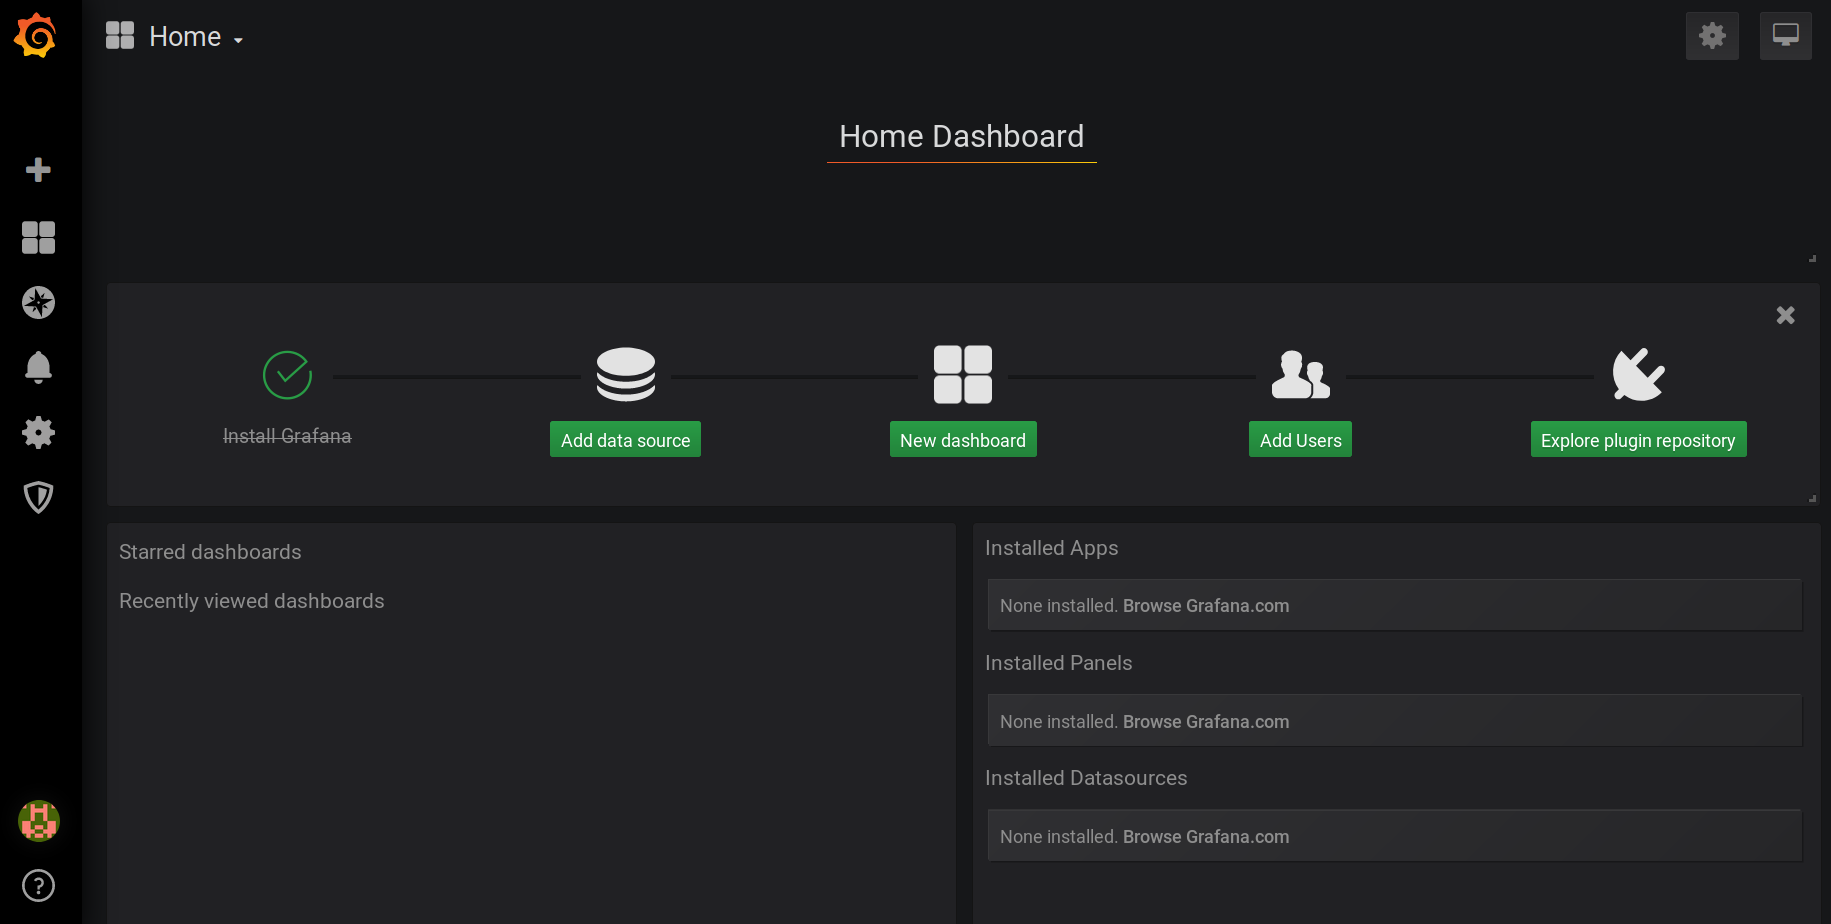 Home
Home Dashboard
Install Grafana
Add data source
New dashboard
Add Users
Explore plugin repository
Starred dashboards
Recently viewed dashboards
Installed Apps
None installed. Browse Grafana.com
Installed Panels
None installed. Browse Grafana.com
Installed Datasources
None installed. Browse Grafana.com
?